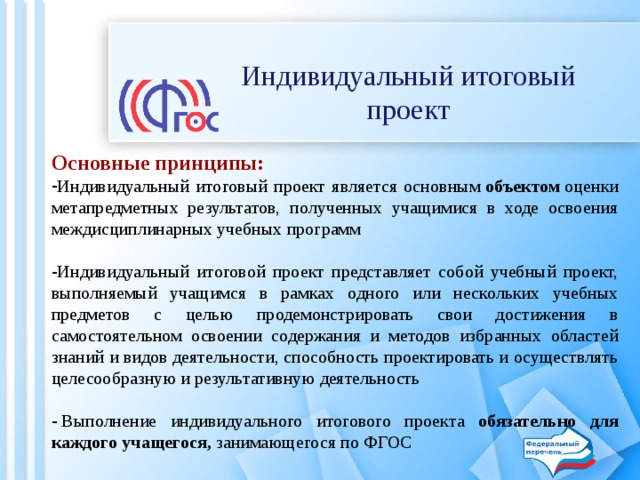 Индивидуальный итоговый
проект
ФГОС
Основные принципы:
-Индивидуальный итоговый проект является основным объектом оценки
метапредметных результатов, полученных учащимися в ходе освоения
междисциплинарных учебных программ
-Индивидуальный итоговой проект представляет собой учебный проект,
выполняемый учащимся в рамках одного или нескольких учебных
предметов с целью продемонстрировать свои достижения в
самостоятельном освоении содержания и методов избранных областей
знаний и видов деятельности, способность проектировать и осуществлять
целесообразную и результативную деятельность
- Выполнение индивидуального итогового проекта обязательно для
каждого учащегося, занимающегося по ФГОС
Федеральный
перечень